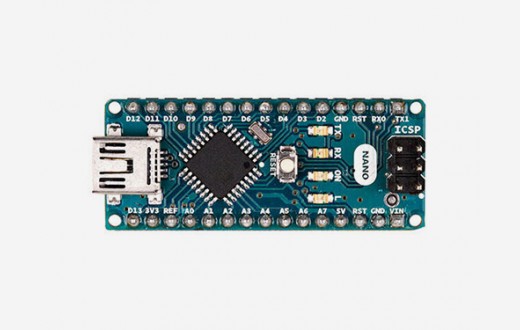 D12 D11 D10 D9 D8 D7 D6 D5 D4 D3 D2 GND RST RX0 TX1
TX
RX
ON
L
RESET
NANO
ICSP
D13 3V3 REF A0 A1 A2 A3 A4 A5 A6 A7 5V RST GND VIN